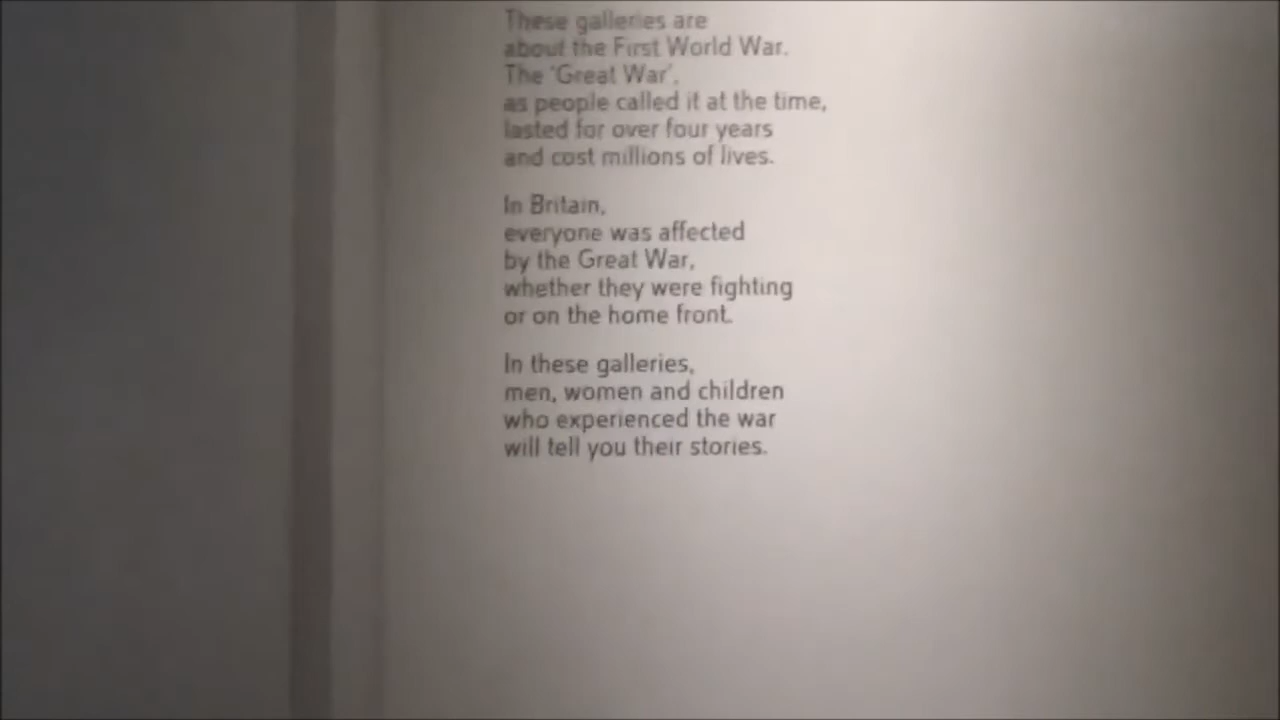 These galleries are
about the First World War.
The 'Great War',
as people called it at the time,
lasted for over four years
and cost millions of lives.
In Britain,
everyone was affected
by the Great War,
whether they were fighting
or on the home front.
In these galleries,
men, women and children
who experienced the war
will tell you their stories.